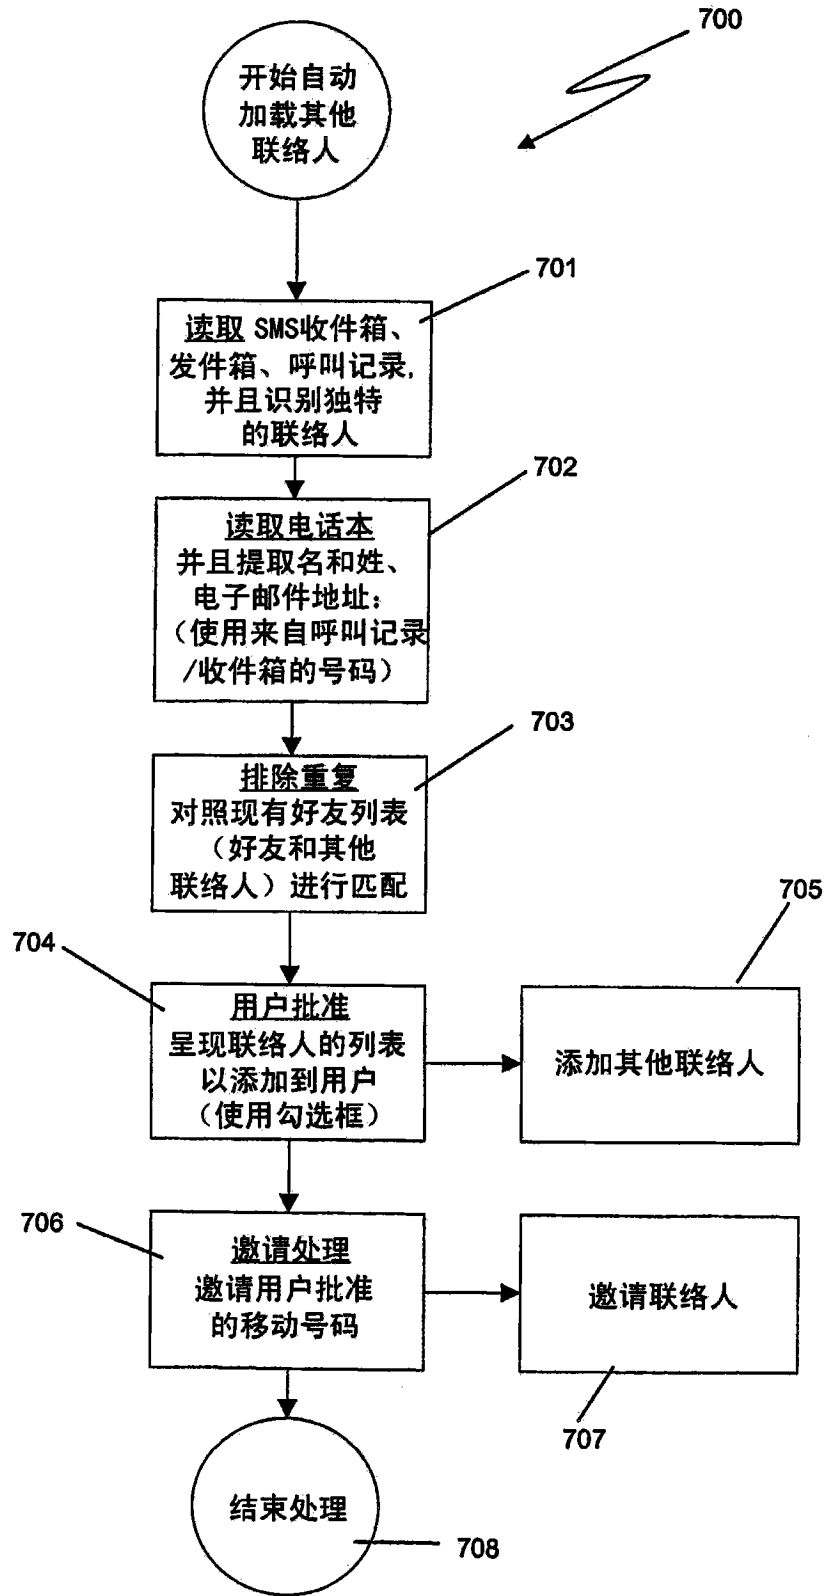 700
开始自动
加载其他
联络人
701
读取 SMS收件箱、
发件箱、呼叫记录,
并且识别独特
的联络人
702
读取电话本
并且提取名和姓、
电子邮件地址：
（使用来自呼叫记录
/收件箱的号码）
703
排除重复
对照现有好友列表
（好友和其他
联络人）进行匹配
704
用户批准
呈现联络人的列表
以添加到用户
（使用勾选框）
705
添加其他联络人
706
邀请处理
邀请用户批准
的移动号码
邀请联络人
707
结束处理
708